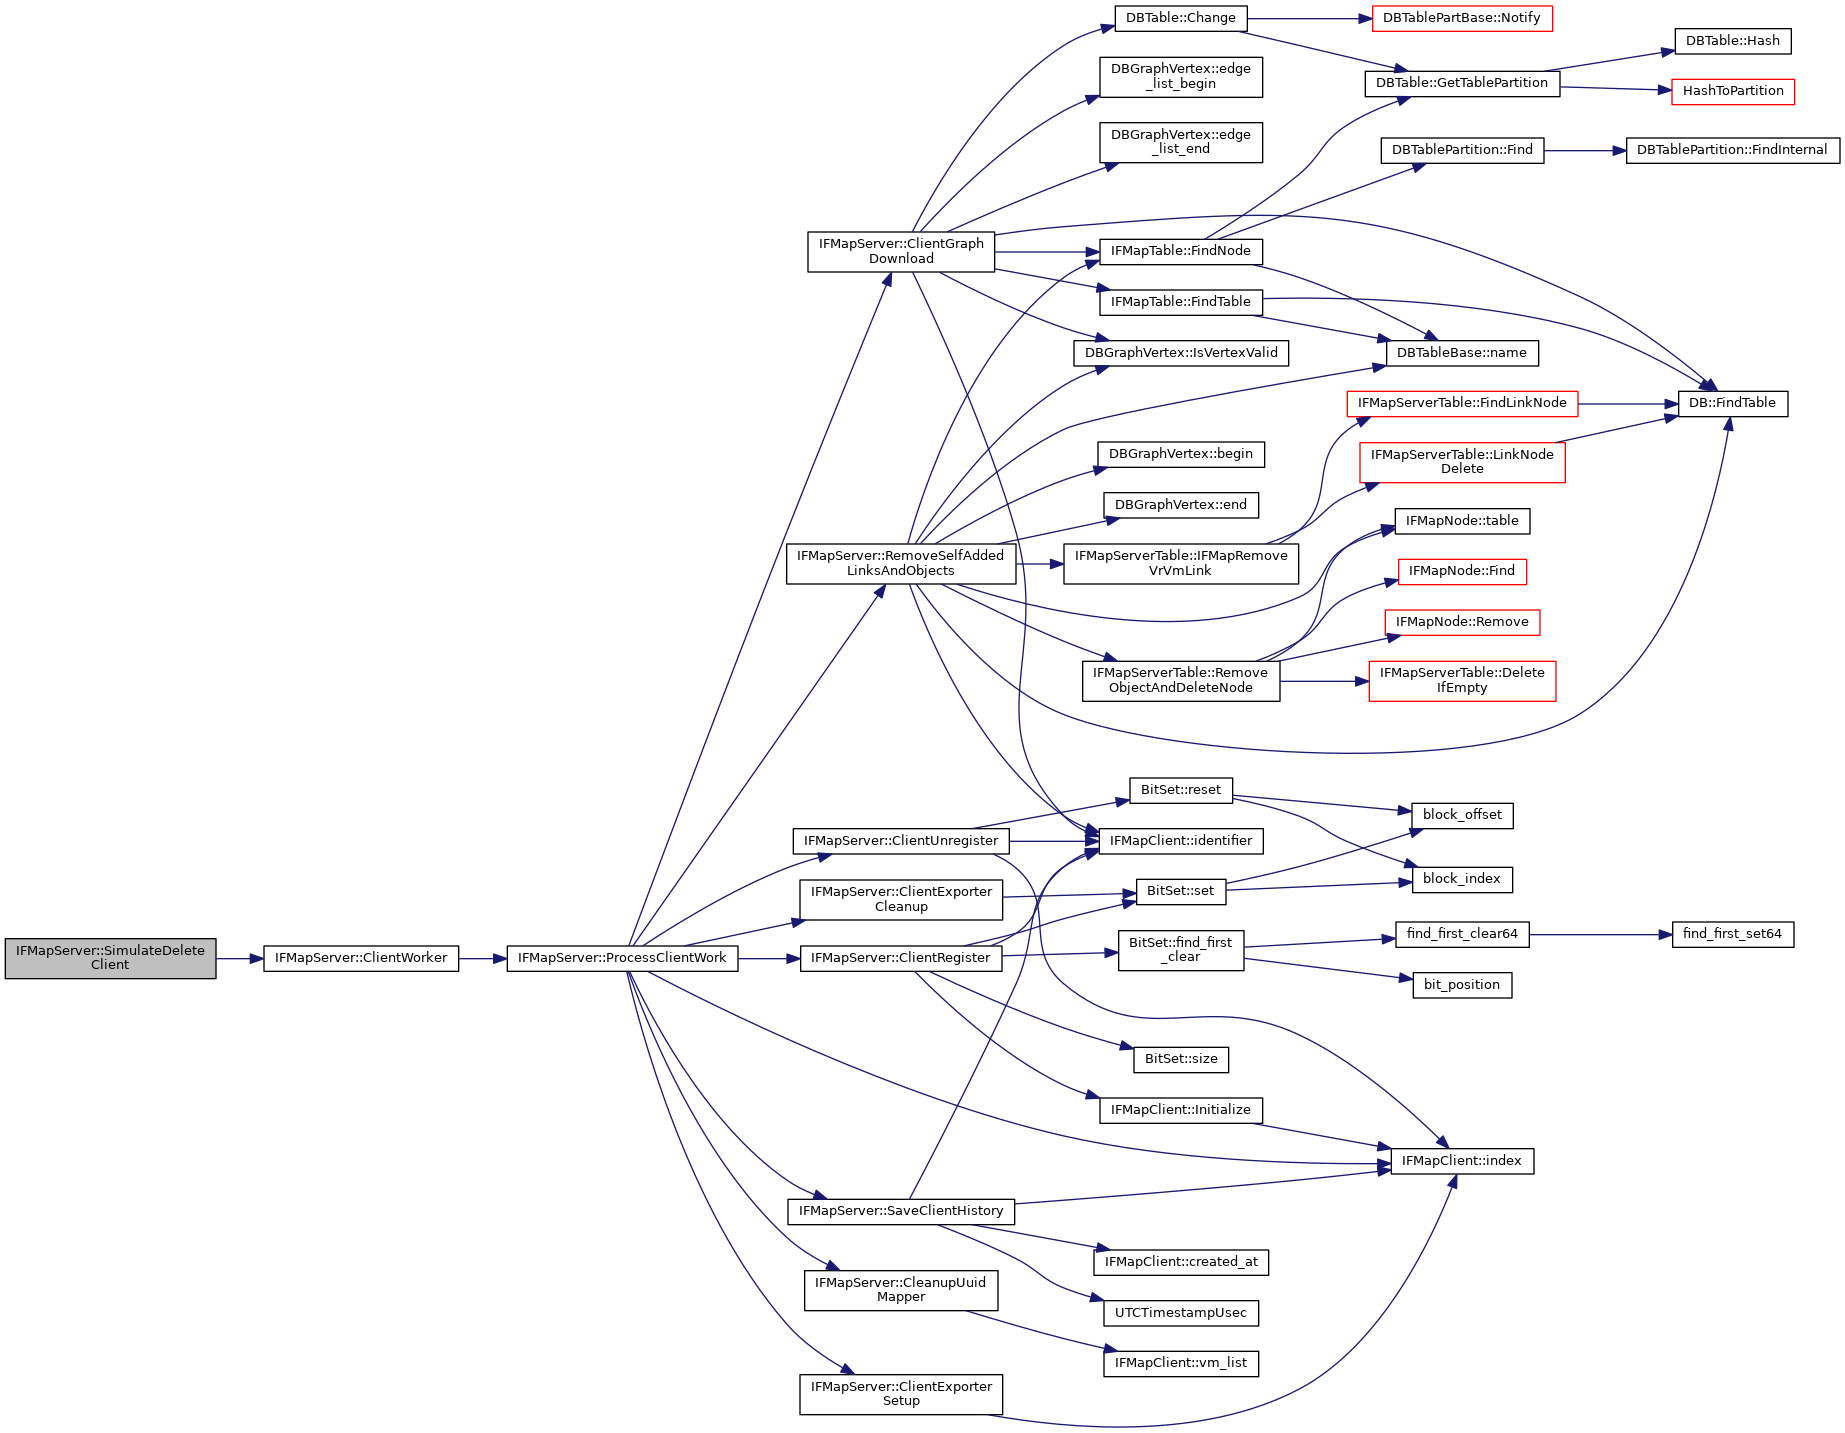 DBTable::Change
DBTablePartBase::Notify
DBTable::Hash
DBGraphVertex::edge
_list_begin
DBTable::GetTablePartition
HashToPartition
DBGraphVertex::edge
_list_end
DBTablePartition::Find
DBTablePartition::FindInternal
IFMapServer::ClientGraph
Download
IFMapTable::FindNode
IFMapTable::FindTable
DBGraphVertex::IsVertexValid
DBTableBase::name
IFMapServerTable::FindLinkNode
DB::FindTable
DBGraphVertex::begin
IFMapServerTable::LinkNode
Delete
DBGraphVertex::end
IFMapNode::table
IFMapServer::RemoveSelfAdded
LinksAndObjects
IFMapServerTable::IFMapRemove
VrVmLink
IFMapNode::Find
IFMapNode::Remove
IFMapServerTable::Remove
ObjectAndDeleteNode
IFMapServerTable::Delete
IfEmpty
BitSet::reset
block_offset
IFMapServer::ClientUnregister
IFMapClient::identifier
IFMapServer::ClientExporter
Cleanup
BitSet::set
block_index
IFMapServer::SimulateDelete
Client
IFMapServer::ClientWorker
IFMapServer::ProcessClientWork
IFMapServer::ClientRegister
BitSet::find_first
_clear
find_first_clear64
find_first_set64
bit_position
BitSet::size
IFMapClient::Initialize
IFMapClient::index
IFMapServer::SaveClientHistory
IFMapClient::created_at
IFMapServer::CleanupUuid
Mapper
UTCTimestampUsec
IFMapClient::vm_list
IFMapServer::ClientExporter
Setup